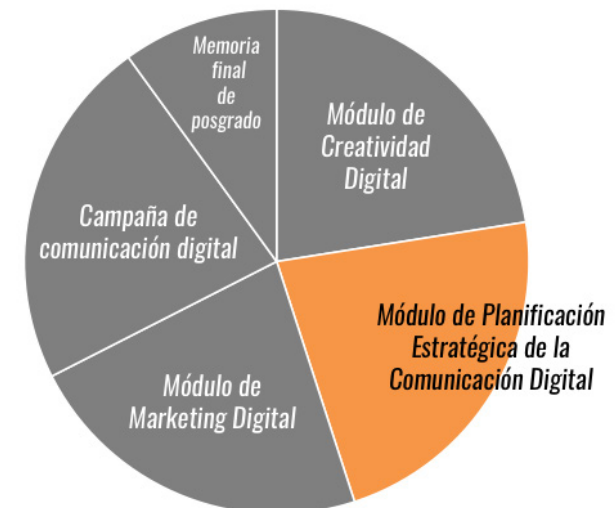 Memoria
final
de
posgrado
Módulo de
Creatividad
Digital
Campaña de
comunicación digital
Módulo de Planificación
Estratégica de la
Comunicación Digital
Módulo de
Marketing Digital